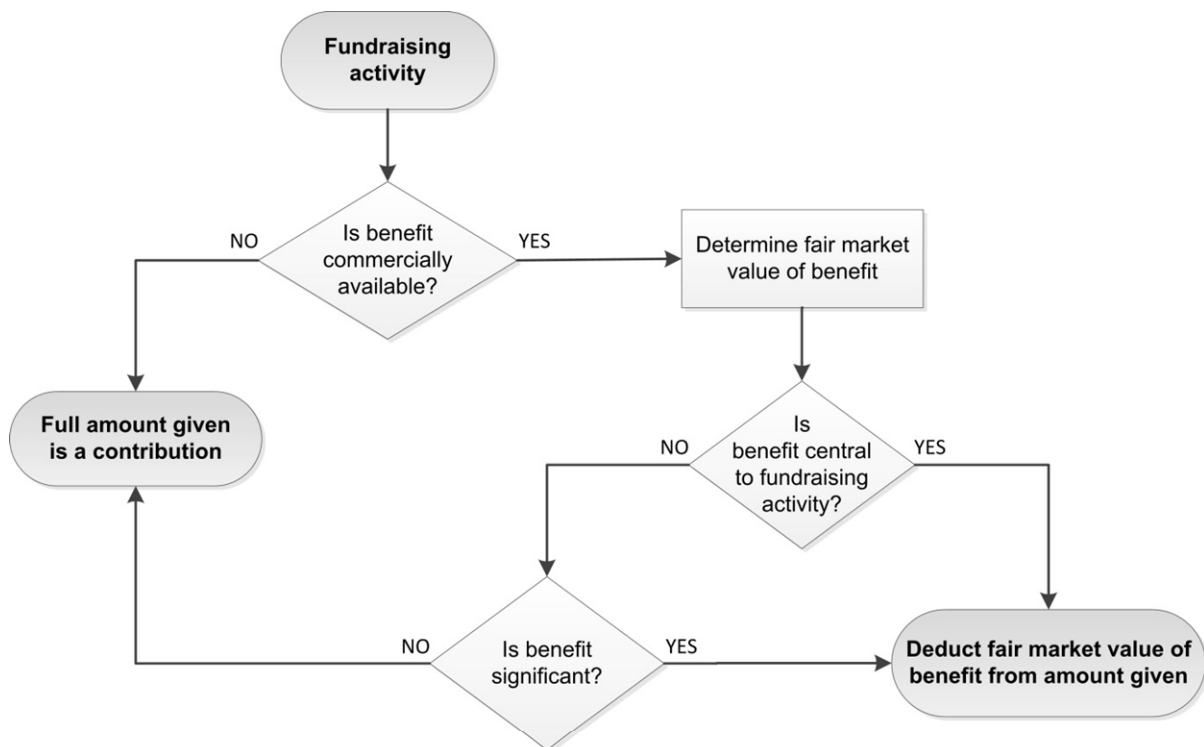 Fundraising
activity
NO
Is benefit
commercially
available?
YES
Determine fair market
value of benefit
Full amount given
is a contribution
NO
Is
benefit central
to fundraising
activity?
YES
NO
Is benefit
significant?
YES
Deduct fair market value of
benefit from amount given